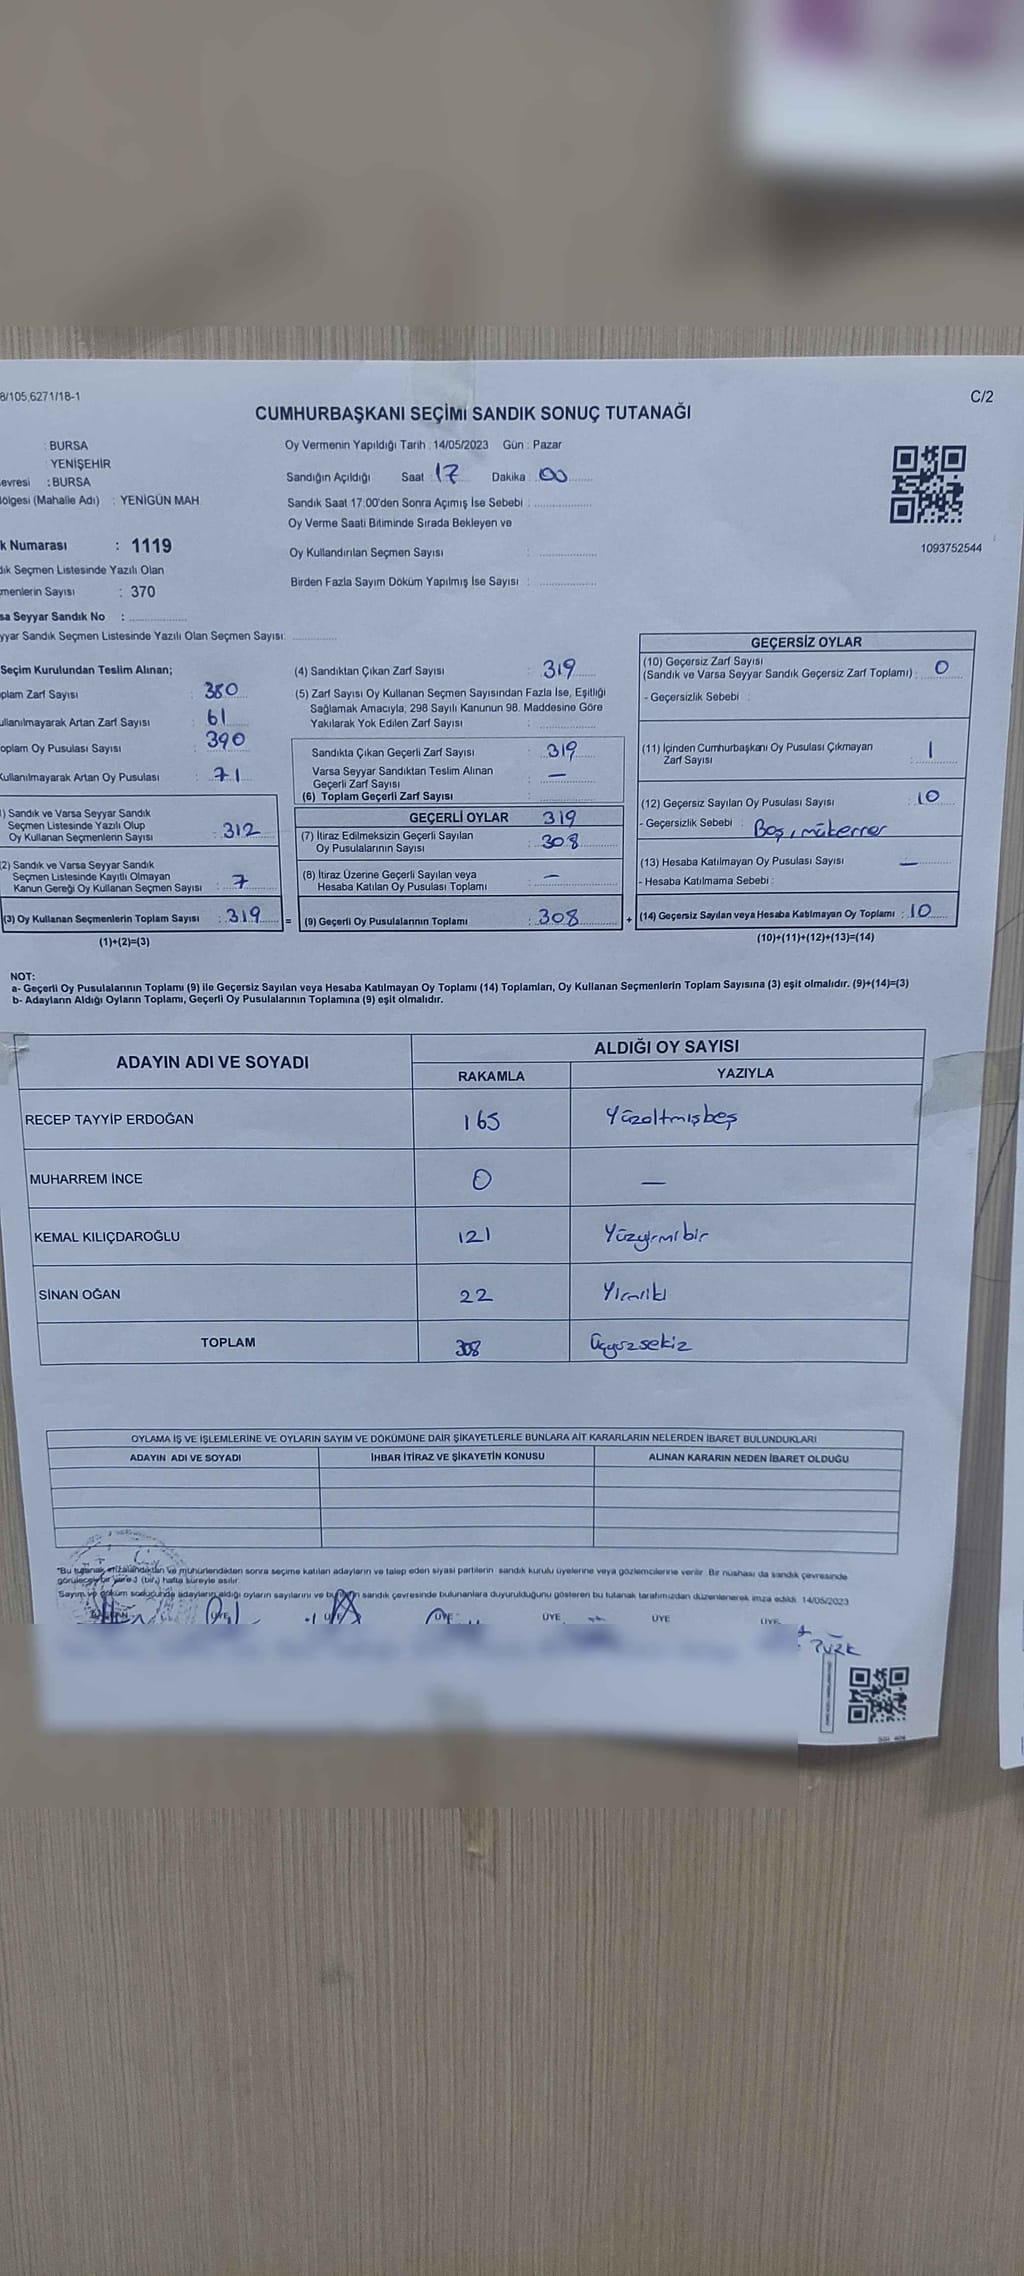 8/105,6271/18-1
C/2
CUMHURBAŞKANI SEÇİMİ SANDIK SONUÇ TUTANAĞI
: BURSA
: YENİŞEHİR
evresi : BURSA
ölgesi (Mahalle Adı) : YENİGÜN MAH.
k Numarası : 1119
dık Seçmen Listesinde Yazılı Olan
menlerin Sayısı : 370
sa Seyyar Sandık No :
yyar Sandık Seçmen Listesinde Yazılı Olan Seçmen Sayısı:
Oy Vermenin Yapıldığı Tarih : 14/05/2023 Gün : Pazar
Sandığın Açıldığı Saat : 17 Dakika : 00
Sandık Saat 17:00'den Sonra Açımış İse Sebebi :
Oy Verme Saati Bitiminde Sırada Bekleyen ve
Oy Kullandırılan Seçmen Sayısı :
Birden Fazla Sayım Döküm Yapılmış İse Sayısı :
1093752544
Seçim Kurulundan Teslim Alınan;
plam Zarf Sayısı : 380
ullanılmayarak Artan Zarf Sayısı : 61
oplam Oy Pusulası Sayısı : 390
Kullanılmayarak Artan Oy Pusulası : 71
) Sandık ve Varsa Seyyar Sandık
Seçmen Listesinde Yazılı Olup
Oy Kullanan Seçmenlerin Sayısı : 312
2) Sandık ve Varsa Seyyar Sandık
Seçmen Listesinde Kayıtlı Olmayan
Kanun Gereği Oy Kullanan Seçmen Sayısı : 7
(3) Oy Kullanan Seçmenlerin Toplam Sayısı : 319 =
(1)+(2)=(3)
(4) Sandıktan Çıkan Zarf Sayısı : 319
(5) Zarf Sayısı Oy Kullanan Seçmen Sayısından Fazla İse, Eşitliği
Sağlamak Amacıyla, 298 Sayılı Kanunun 98. Maddesine Göre
Yakılarak Yok Edilen Zarf Sayısı :
Sandıkta Çıkan Geçerli Zarf Sayısı : 319
Varsa Seyyar Sandıktan Teslim Alınan
Geçerli Zarf Sayısı : —
(6) Toplam Geçerli Zarf Sayısı :
GEÇERLİ OYLAR 319
(7) İtiraz Edilmeksizin Geçerli Sayılan
Oy Pusulalarının Sayısı : 308
(8) İtiraz Üzerine Geçerli Sayılan veya
Hesaba Katılan Oy Pusulası Toplamı : —
(9) Geçerli Oy Pusulalarının Toplamı : 308 +
GEÇERSİZ OYLAR
(10) Geçersiz Zarf Sayısı
(Sandık ve Varsa Seyyar Sandık Geçersiz Zarf Toplamı) : 0
- Geçersizlik Sebebi :
(11) İçinden Cumhurbaşkanı Oy Pusulası Çıkmayan
Zarf Sayısı : 1
(12) Geçersiz Sayılan Oy Pusulası Sayısı : 10
- Geçersizlik Sebebi : Boş, mükerrer
(13) Hesaba Katılmayan Oy Pusulası Sayısı : —
- Hesaba Katılmama Sebebi :
(14) Geçersiz Sayılan veya Hesaba Katılmayan Oy Toplamı : 10
(10)+(11)+(12)+(13)=(14)
NOT:
a- Geçerli Oy Pusulalarının Toplamı (9) ile Geçersiz Sayılan veya Hesaba Katılmayan Oy Toplamı (14) Toplamları, Oy Kullanan Seçmenlerin Toplam Sayısına (3) eşit olmalıdır. (9)+(14)=(3)
b- Adayların Aldığı Oyların Toplamı, Geçerli Oy Pusulalarının Toplamına (9) eşit olmalıdır.
ADAYIN ADI VE SOYADI
ALDIĞI OY SAYISI
RAKAMLA YAZIYLA
RECEP TAYYİP ERDOĞAN 165 Yüzaltmışbeş
MUHARREM İNCE 0 —
KEMAL KILIÇDAROĞLU 121 Yüzyirmibir
SİNAN OĞAN 22 Yirmiiki
TOPLAM 308 Üçyüzsekiz
OYLAMA İŞ VE İŞLEMLERİNE VE OYLARIN SAYIM VE DÖKÜMÜNE DAİR ŞİKAYETLERLE BUNLARA AİT KARARLARIN NELERDEN İBARET BULUNDUKLARI
ADAYIN ADI VE SOYADI İHBAR İTİRAZ VE ŞİKAYETİN KONUSU ALINAN KARARIN NEDEN İBARET OLDUĞU
*Bu tutanak imzalandıktan ve mühürlendikten sonra seçime katılan adayların ve talep eden siyasi partilerin sandık kurulu üyelerine veya gözlemcilerine verilir. Bir nüshası da sandık çevresinde
görülecek bir yere 1 (bir) hafta süreyle asılır.
Sayım ve döküm sonucunda adayların aldığı oyların sayılarını ve bunların sandık çevresinde bulunanlara duyurulduğunu gösteren bu tutanak tarafımızdan düzenlenerek imza edildi. 14/05/2023
BAŞKAN ÜYE ÜYE ÜYE ÜYE ÜYE ÜYE